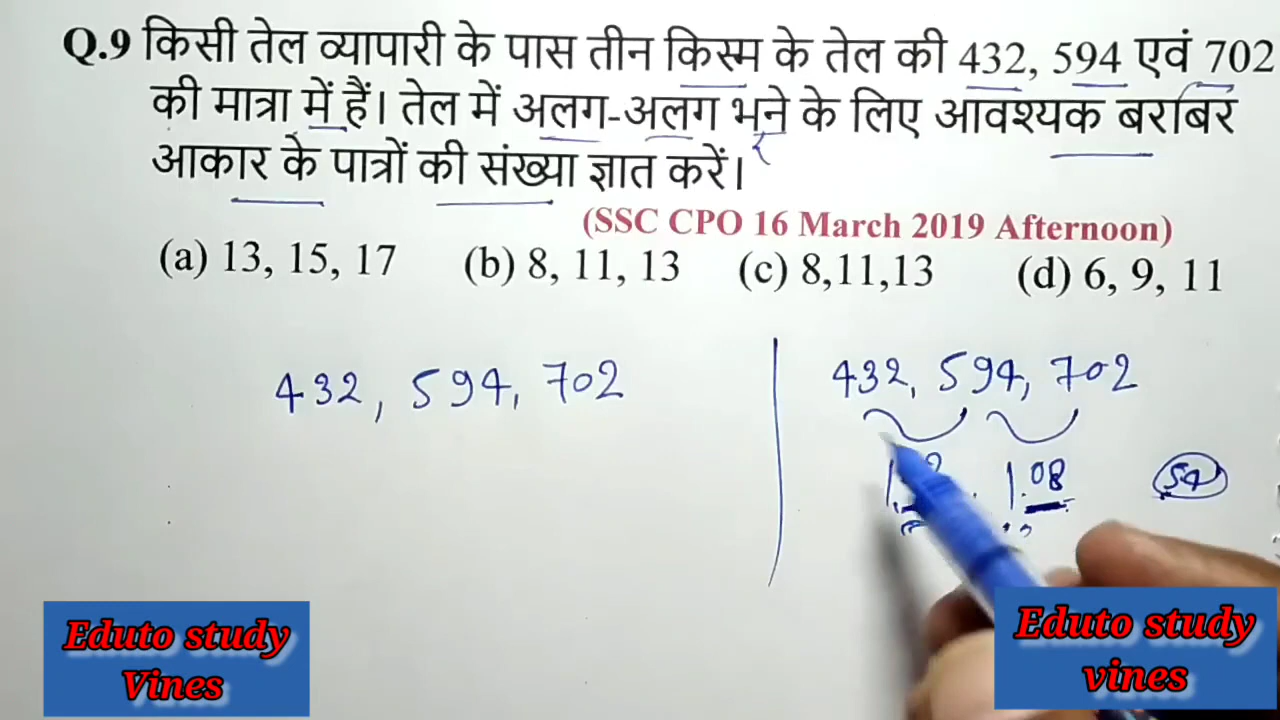 Q.9 किसी तेल व्यापारी के पास तीन किस्म के तेल की 432, 594 एवं 702
की मात्रा में हैं। तेल में अलग-अलग भने के लिए आवश्यक बराबर
आकार के पात्रों की संख्या ज्ञात करें।
(SSC CPO 16 March 2019 Afternoon)
(a) 13, 15, 17 (b) 8, 11, 13 (c) 8,11,13 (d) 6, 9, 11
432, 594, 702
432, 594, 702
108
54
Eduto study
Vines
Eduto study
vines